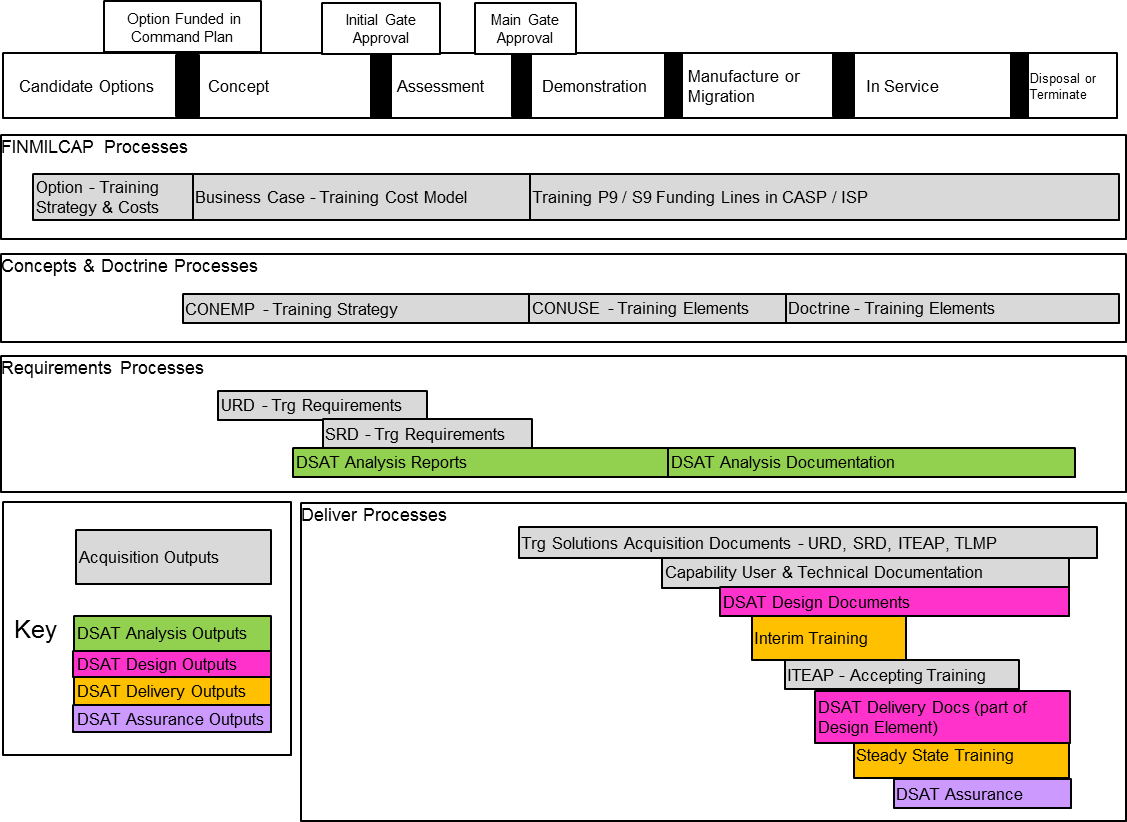 Option Funded in
Command Plan
Initial Gate
Approval
Main Gate
Approval
Candidate Options
Concept
Assessment
Demonstration
Manufacture or
Migration
In Service
Disposal or
Terminate
FINMILCAP Processes
Option - Training
Strategy & Costs
Business Case - Training Cost Model
Training P9 / S9 Funding Lines in CASP / ISP
Concepts & Doctrine Processes
CONEMP - Training Strategy
CONUSE - Training Elements
Doctrine - Training Elements
Requirements Processes
URD - Trg Requirements
SRD - Trg Requirements
DSAT Analysis Reports
DSAT Analysis Documentation
Key
Acquisition Outputs
DSAT Analysis Outputs
DSAT Design Outputs
DSAT Delivery Outputs
DSAT Assurance Outputs
Deliver Processes
Trg Solutions Acquisition Documents - URD, SRD, ITEAP, TLMP
Capability User & Technical Documentation
DSAT Design Documents
Interim Training
ITEAP - Accepting Training
DSAT Delivery Docs (part of
Design Element)
Steady State Training
DSAT Assurance